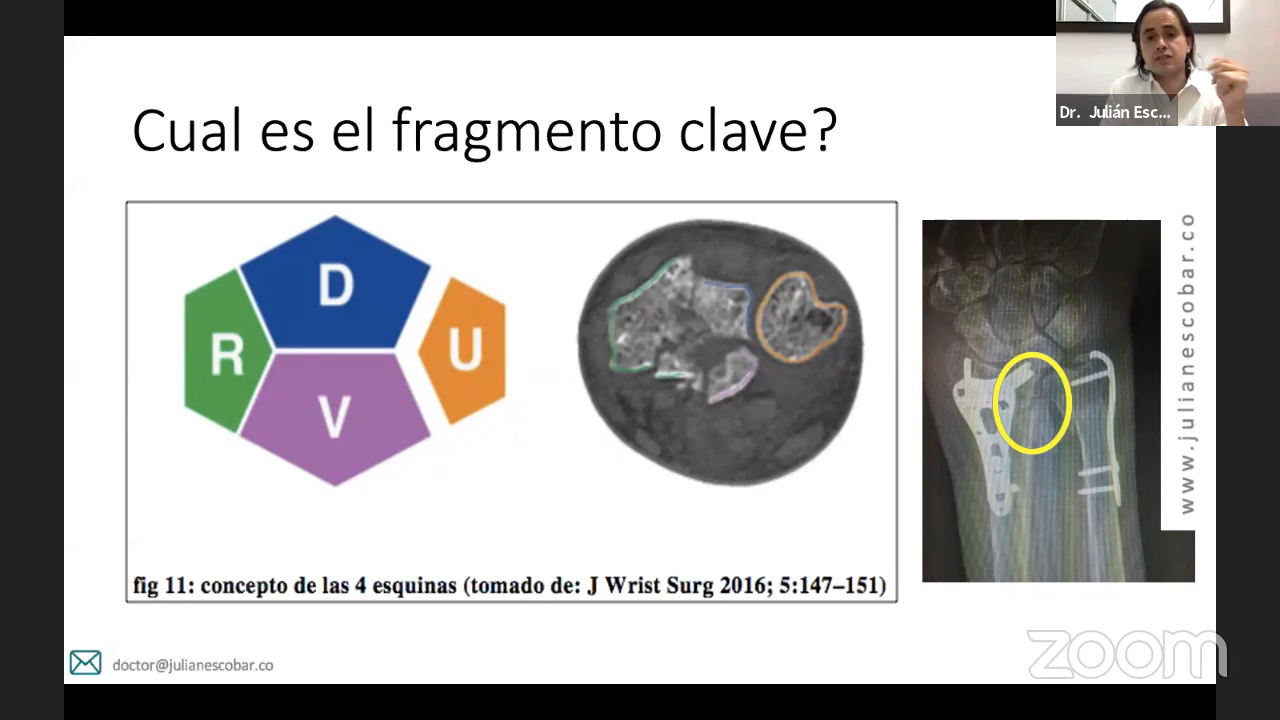 Dr. Julián Esc...
Cual es el fragmento clave?
D
R
U
V
fig 11: concepto de las 4 esquinas (tomado de: J Wrist Surg 2016; 5:147–151)
www.julianescobar.co
doctor@julianescobar.co
zoom